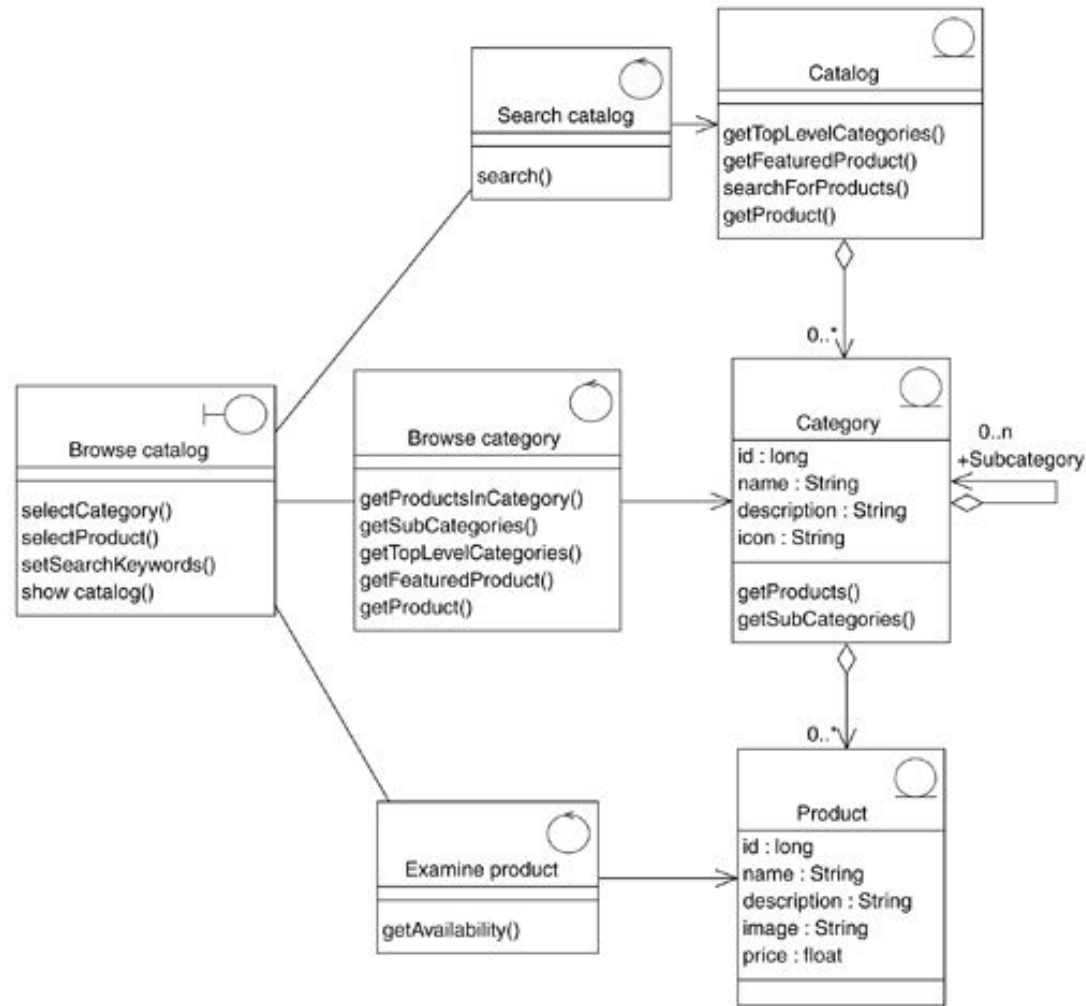 Search catalog
search()
Catalog
getTopLevelCategories()
getFeaturedProduct()
searchForProducts()
getProduct()
0..*
Browse catalog
selectCategory()
selectProduct()
setSearchKeywords()
show catalog()
Browse category
getProductsInCategory()
getSubCategories()
getTopLevelCategories()
getFeaturedProduct()
getProduct()
Category
id : long
name : String
description : String
icon : String
getProducts()
getSubCategories()
0..n
+Subcategory
0..*
Examine product
getAvailability()
Product
id : long
name : String
description : String
image : String
price : float